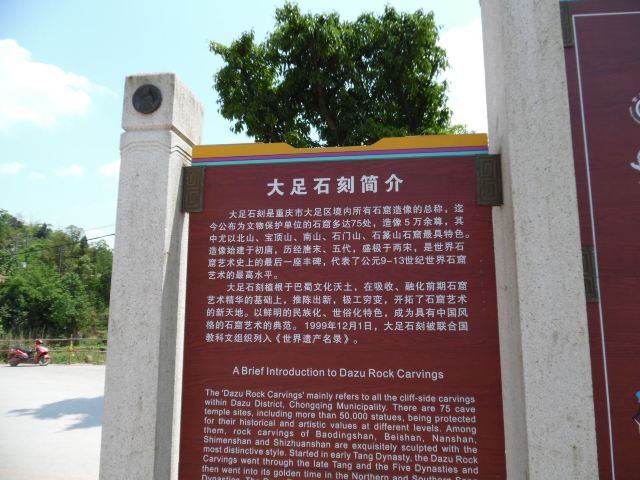 大足石刻简介
大足石刻是重庆市大足区境内所有石窟造像的总称，迄
今公布为文物保护单位的石窟多达75处，造像5万余尊，其
中尤以北山、宝顶山、南山、石门山、石篆山石窟最具特色。
造像始建于初唐，历经唐末、五代，盛极于两宋，是世界石
窟艺术史上的最后一座丰碑，代表了公元9-13世纪世界石窟
艺术的最高水平。
大足石刻植根于巴蜀文化沃土，在吸收、融化前期石窟
艺术精华的基础上，推陈出新，极工穷变，开拓了石窟艺术
的新天地。以鲜明的民族化、世俗化特色，成为具有中国风
格的石窟艺术的典范。1999年12月1日，大足石刻被联合国
教科文组织列入《世界遗产名录》。
A Brief Introduction to Dazu Rock Carvings
The 'Dazu Rock Carvings' mainly refers to all the cliff-side carvings
within Dazu District, Chongqing Municipality. There are 75 cave
temple sites, including more than 50,000 statues, being protected
for their historical and artistic values at different levels. Among
them, rock carvings of Baodingshan, Beishan, Nanshan,
Shimenshan and Shizhuanshan are exquisitely sculpted with the
most distinctive style. Started in early Tang Dynasty, the Dazu Rock
Carvings went through the late Tang and the Five Dynasties and
then went into its golden time in the Northern and Southern Song